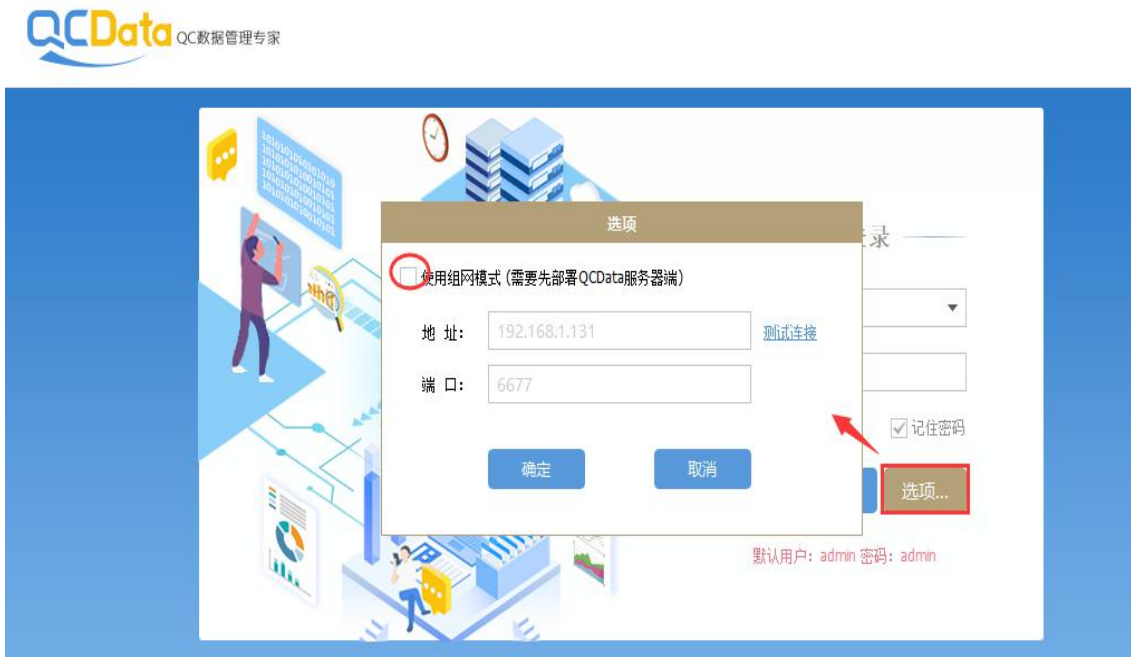 QCData QC数据管理专家
选项
录
使用组网模式（需要先部署QCData服务器端）
地 址： 192.168.1.131 测试连接
端 口： 6677
记住密码
确定 取消
选项...
默认用户：admin 密码：admin